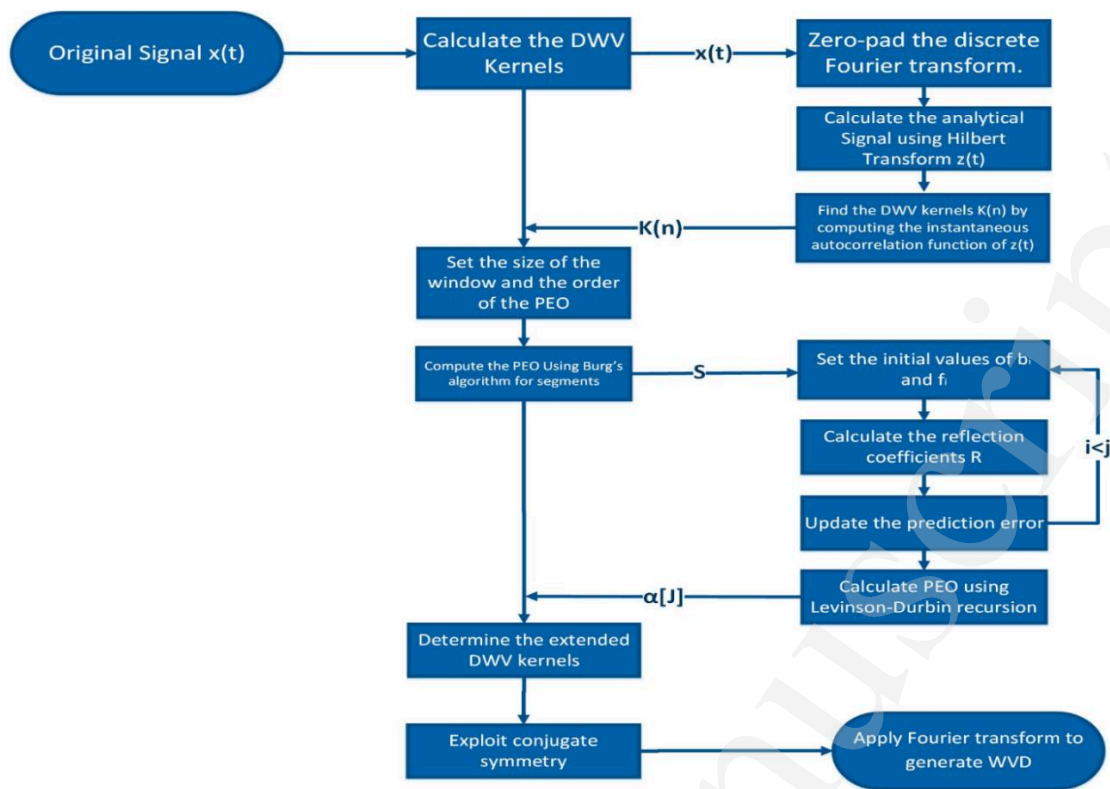 Original Signal x(t)
Calculate the DWV
Kernels
x(t)
Zero-pad the discrete
Fourier transform.
Calculate the analytical
Signal using Hilbert
Transform z(t)
Find the DWV kernels K(n) by
computing the instantaneous
autocorrelation function of z(t)
K(n)
Set the size of the
window and the order
of the PEO
Compute the PEO Using Burg's
algorithm for segments
S
Set the initial values of bᵢ
and fᵢ
Calculate the reflection
coefficients R
i<j
Update the prediction error
Calculate PEO using
Levinson-Durbin recursion
α[J]
Determine the extended
DWV kernels
Exploit conjugate
symmetry
Apply Fourier transform to
generate WVD